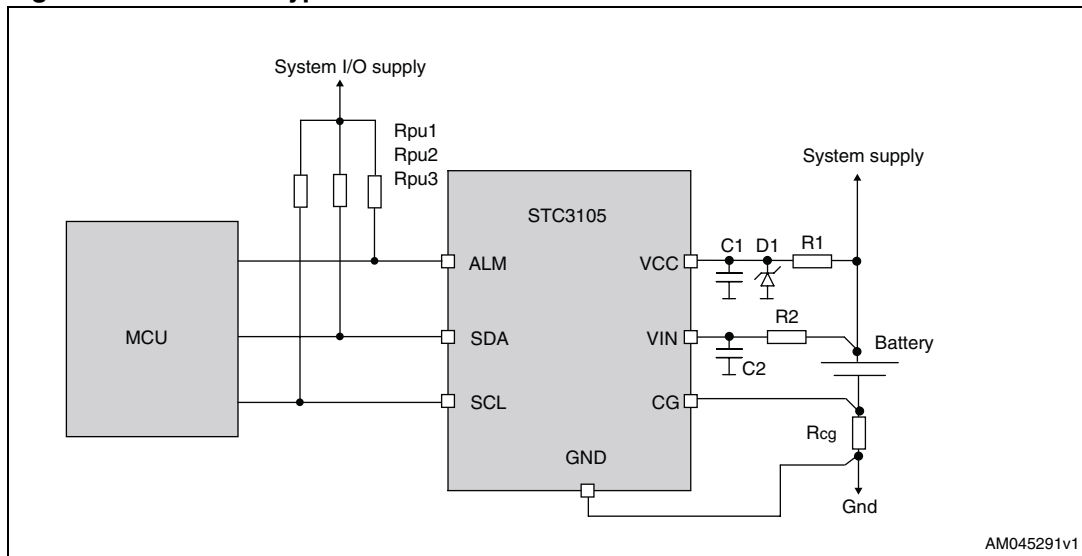 System I/O supply
Rpu1
Rpu2
Rpu3
System supply
STC3105
C1 D1 R1
ALM
VCC
MCU
SDA
VIN
R2
Battery
C2
SCL
CG
Rcg
GND
Gnd
AM045291v1